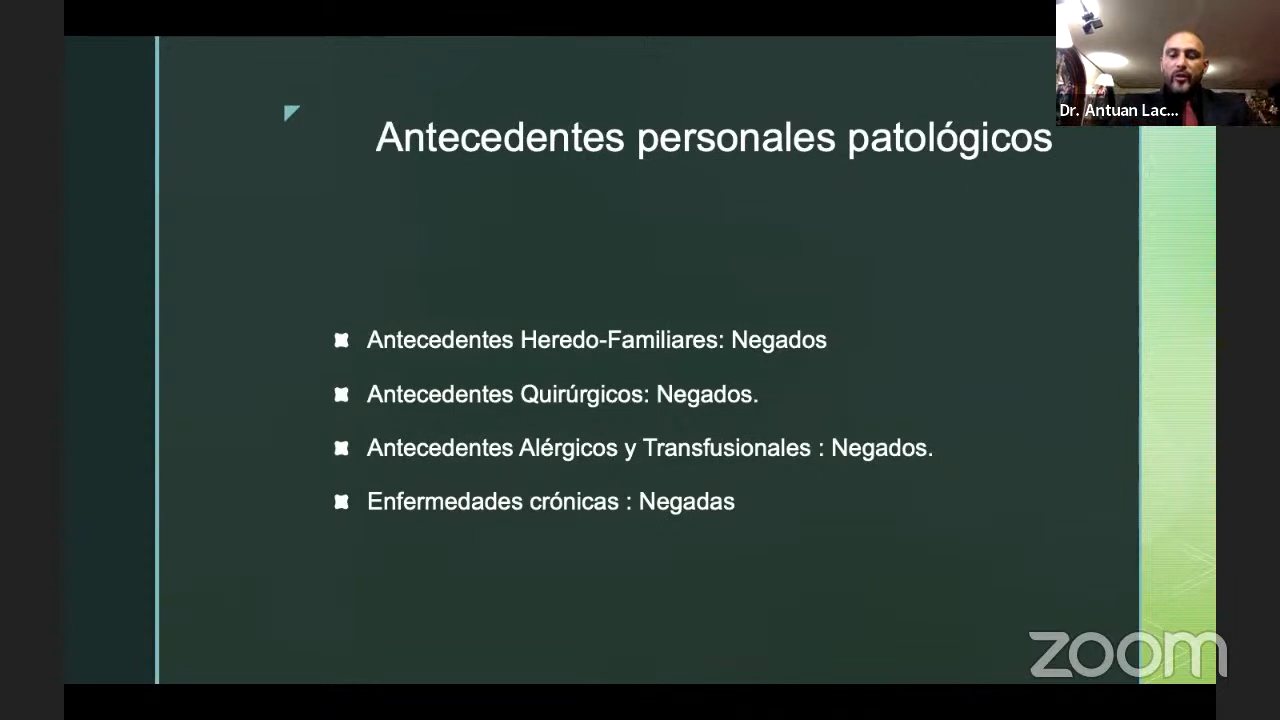 Antecedentes personales patológicos
Dr. Antuan Lac...
Antecedentes Heredo-Familiares: Negados
Antecedentes Quirúrgicos: Negados.
Antecedentes Alérgicos y Transfusionales : Negados.
Enfermedades crónicas : Negadas
zoom